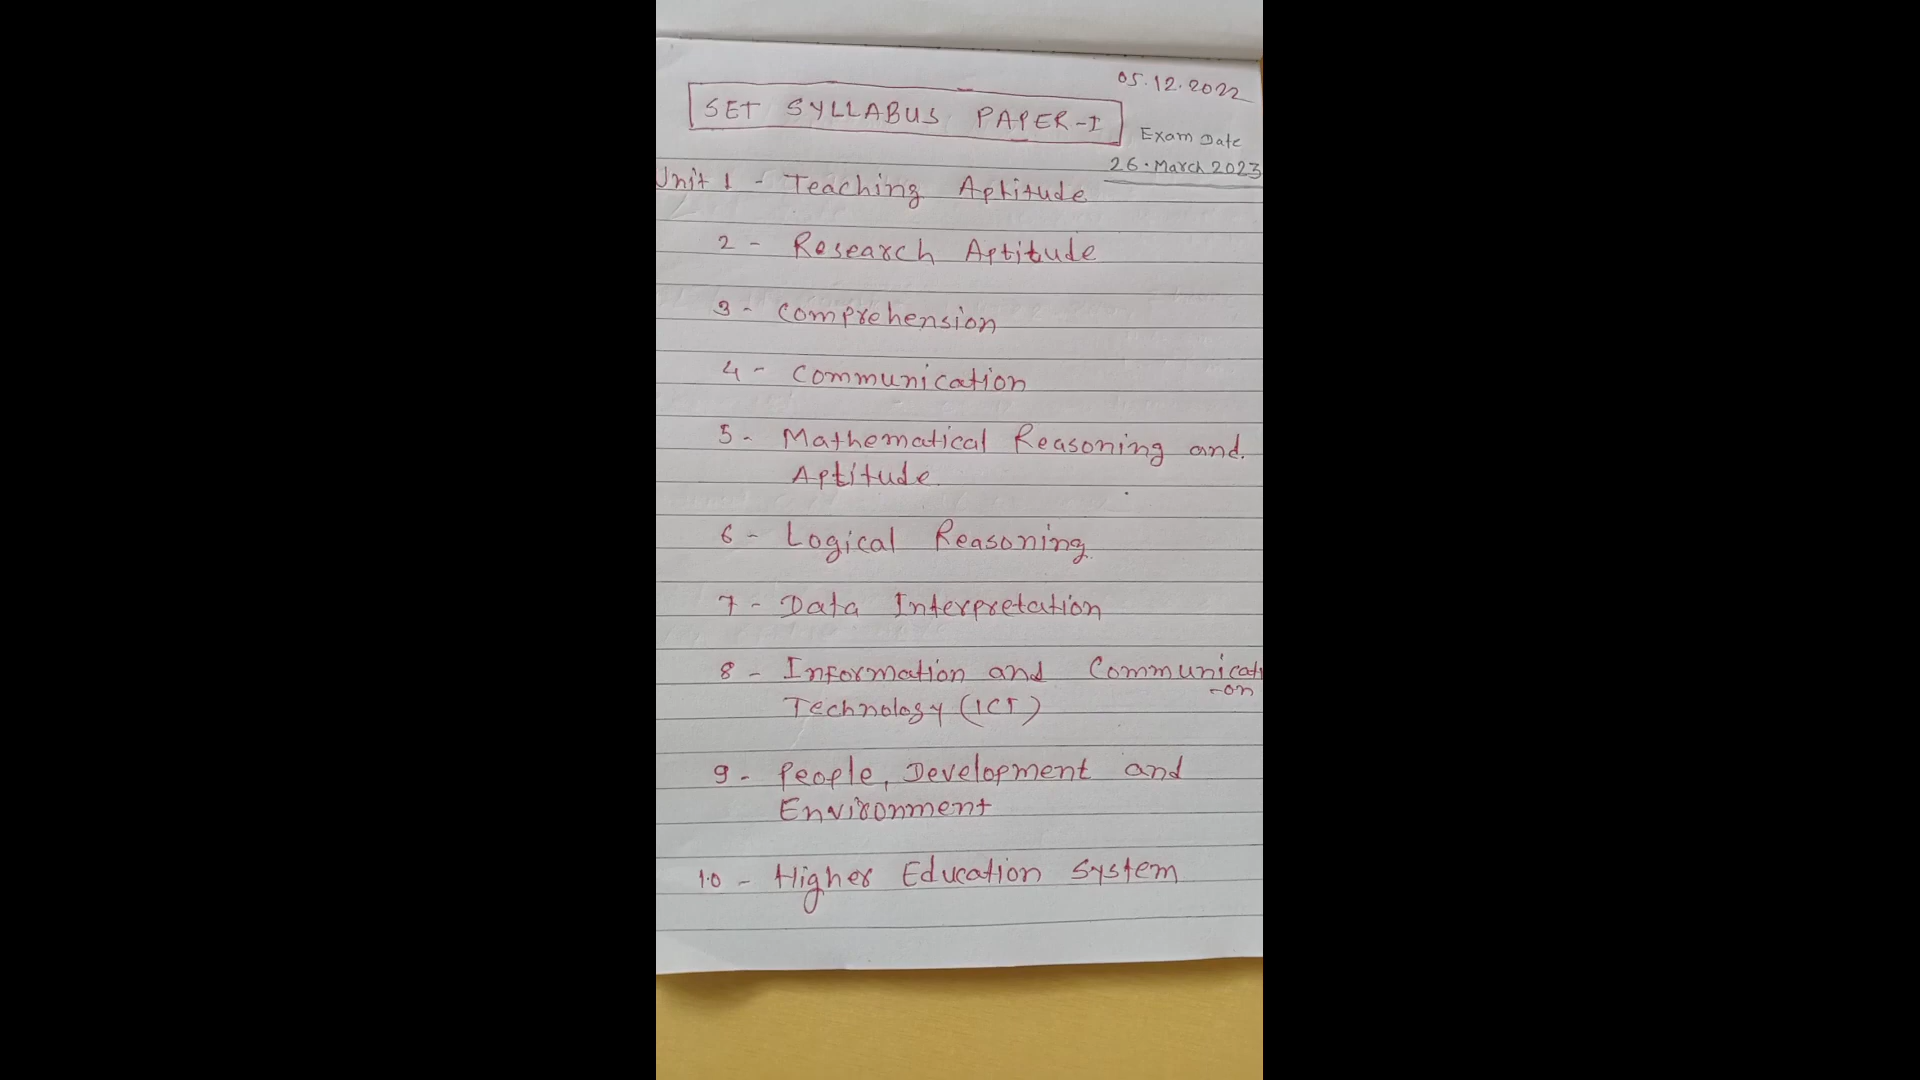 05.12.2022
SET SYLLABUS PAPER-I
Exam Date
26. March 2023
Unit 1 - Teaching Aptitude
2 - Research Aptitude
3 - Comprehension
4 - Communication
5 - Mathematical Reasoning and
Aptitude
6 - Logical Reasoning
7 - Data Interpretation
8 - Information and Communicati
-on
Technology (ICT)
9 - People, Development and
Environment
10 - Higher Education System